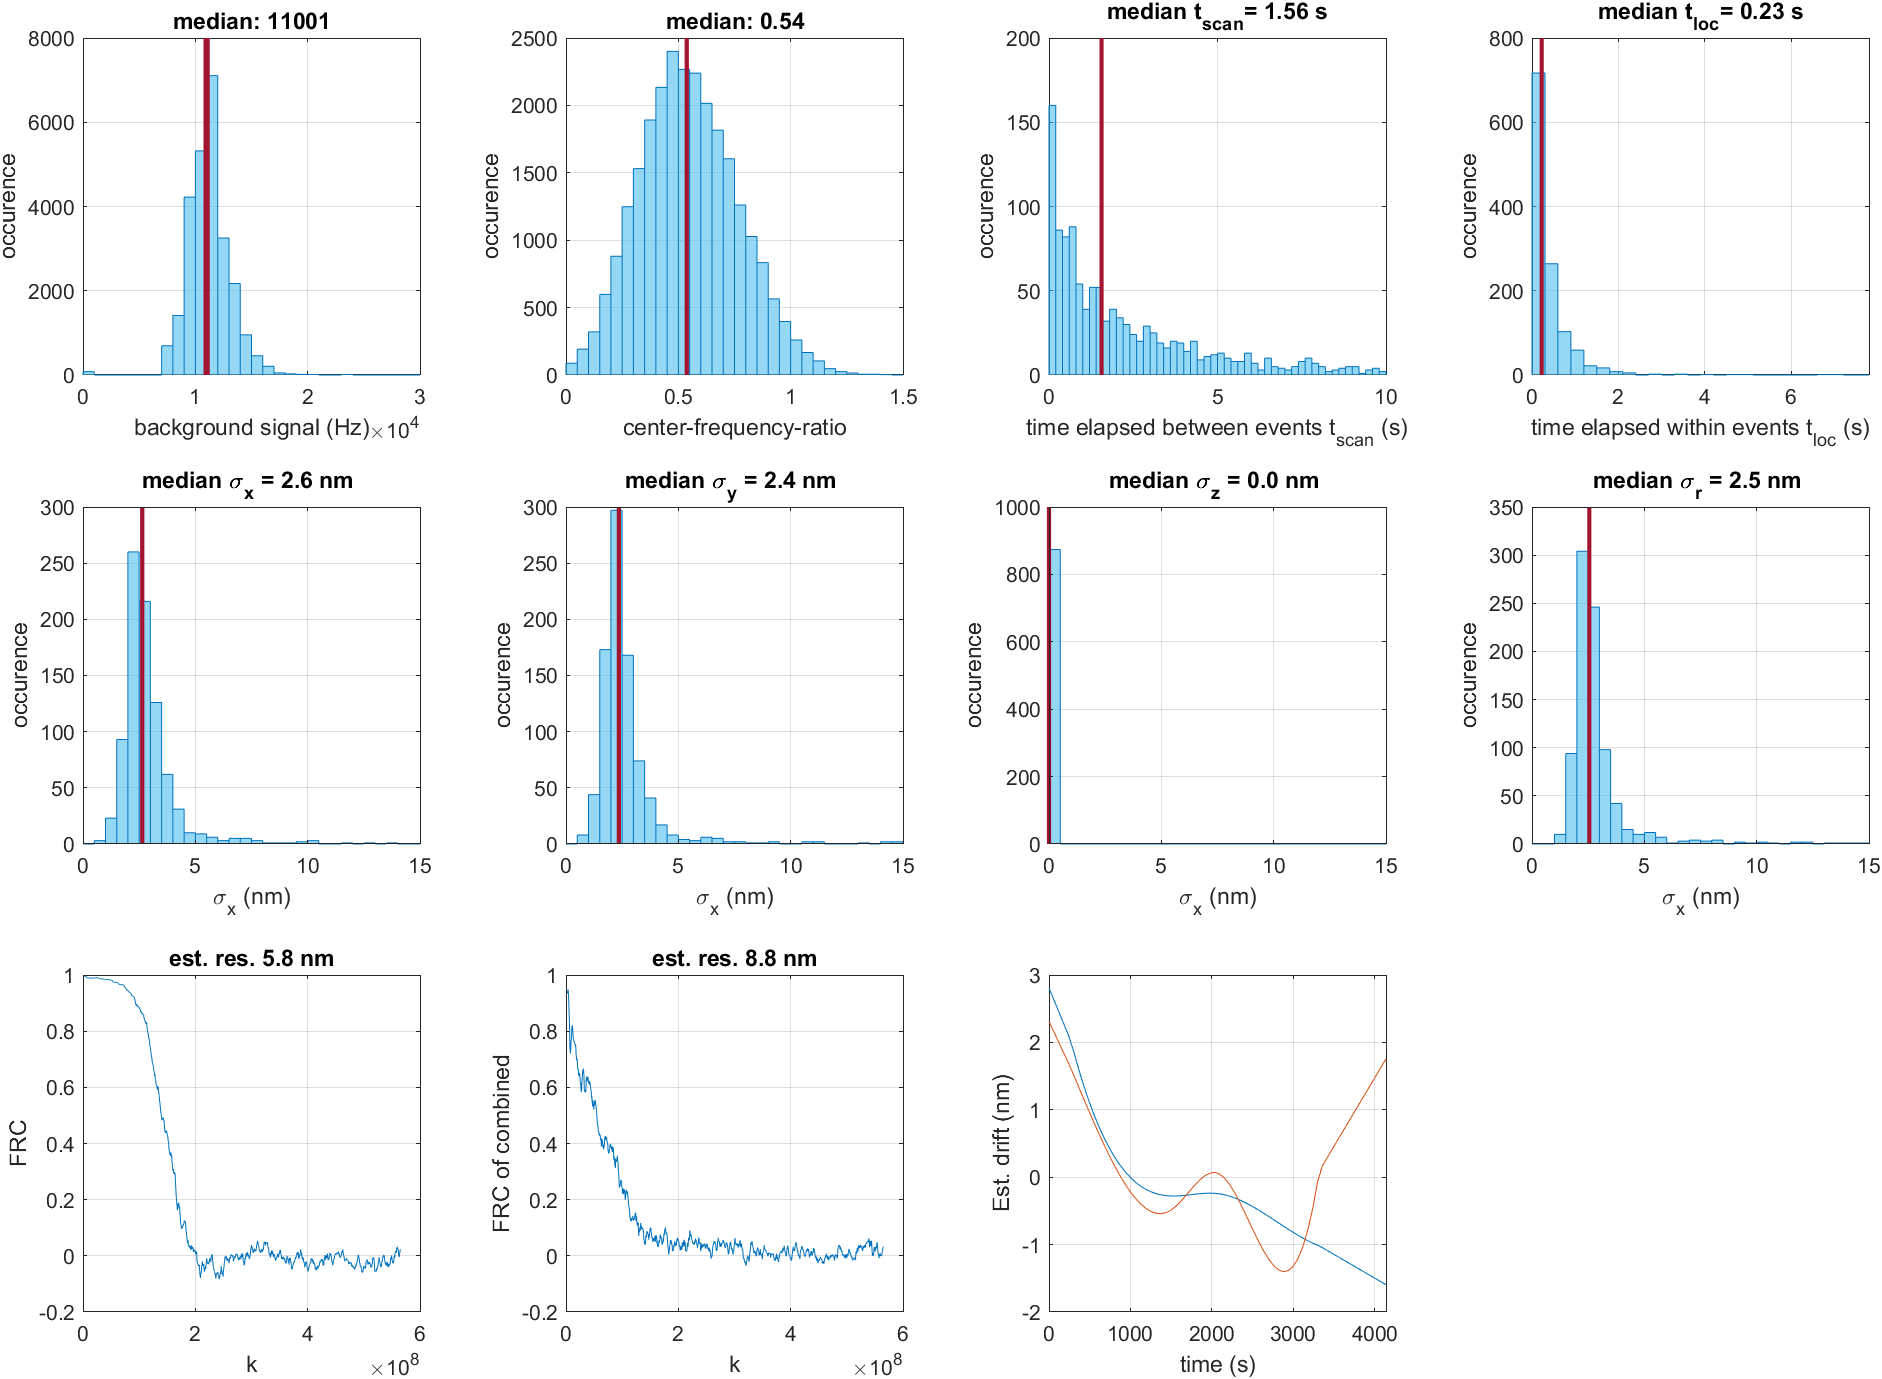 median: 11001
8000
6000
4000
2000
0
occurence
0 1 2 3
background signal (Hz) ×10^4
median: 0.54
2500
2000
1500
1000
500
0
occurence
0 0.5 1 1.5
center-frequency-ratio
median t_scan= 1.56 s
200
150
100
50
0
occurence
0 5 10
time elapsed between events t_scan (s)
median t_loc= 0.23 s
800
600
400
200
0
occurence
0 2 4 6
time elapsed within events t_loc (s)
median σ_x = 2.6 nm
300
250
200
150
100
50
0
occurence
0 5 10 15
σ_x (nm)
median σ_y = 2.4 nm
300
250
200
150
100
50
0
occurence
0 5 10 15
σ_x (nm)
median σ_z = 0.0 nm
1000
800
600
400
200
0
occurence
0 5 10 15
σ_x (nm)
median σ_r = 2.5 nm
350
300
250
200
150
100
50
0
occurence
0 5 10 15
σ_x (nm)
est. res. 5.8 nm
1
0.8
0.6
0.4
0.2
0
-0.2
FRC
0 2 4 6
k ×10^8
est. res. 8.8 nm
1
0.8
0.6
0.4
0.2
0
-0.2
FRC of combined
0 2 4 6
k ×10^8
3
2
1
0
-1
-2
Est. drift (nm)
0 1000 2000 3000 4000
time (s)